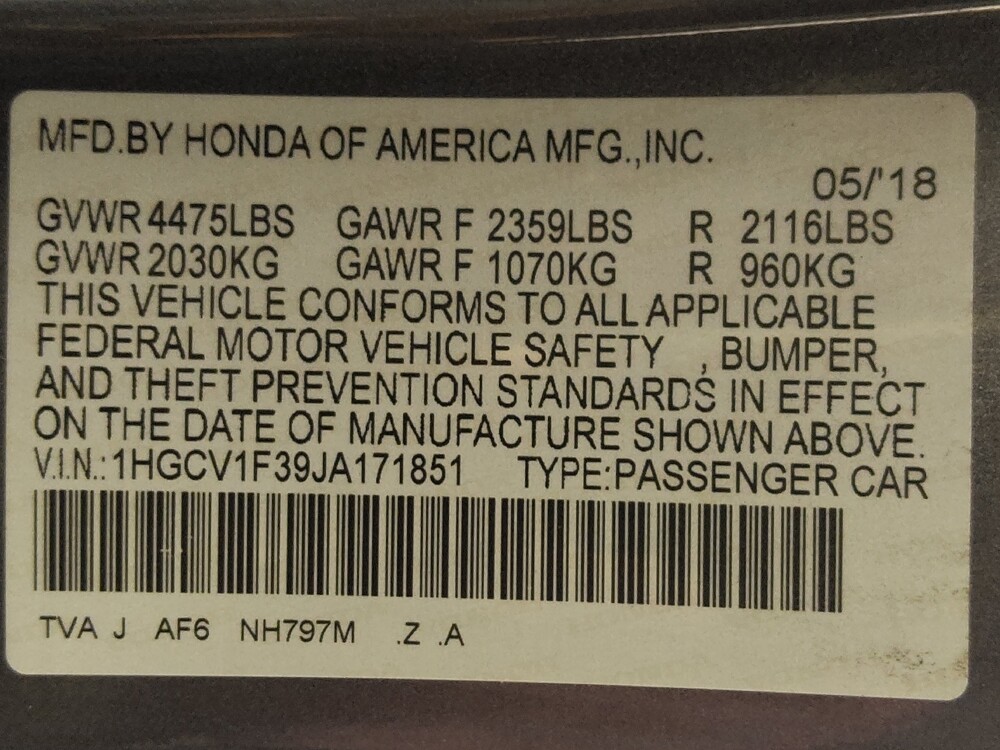 MFD.BY HONDA OF AMERICA MFG.,INC.
05/'18
GVWR 4475LBS GAWR F 2359LBS R 2116LBS
GVWR 2030KG GAWR F 1070KG R 960KG
THIS VEHICLE CONFORMS TO ALL APPLICABLE
FEDERAL MOTOR VEHICLE SAFETY , BUMPER,
AND THEFT PREVENTION STANDARDS IN EFFECT
ON THE DATE OF MANUFACTURE SHOWN ABOVE.
V.I.N.:1HGCV1F39JA171851 TYPE:PASSENGER CAR
TVA J AF6 NH797M .Z .A